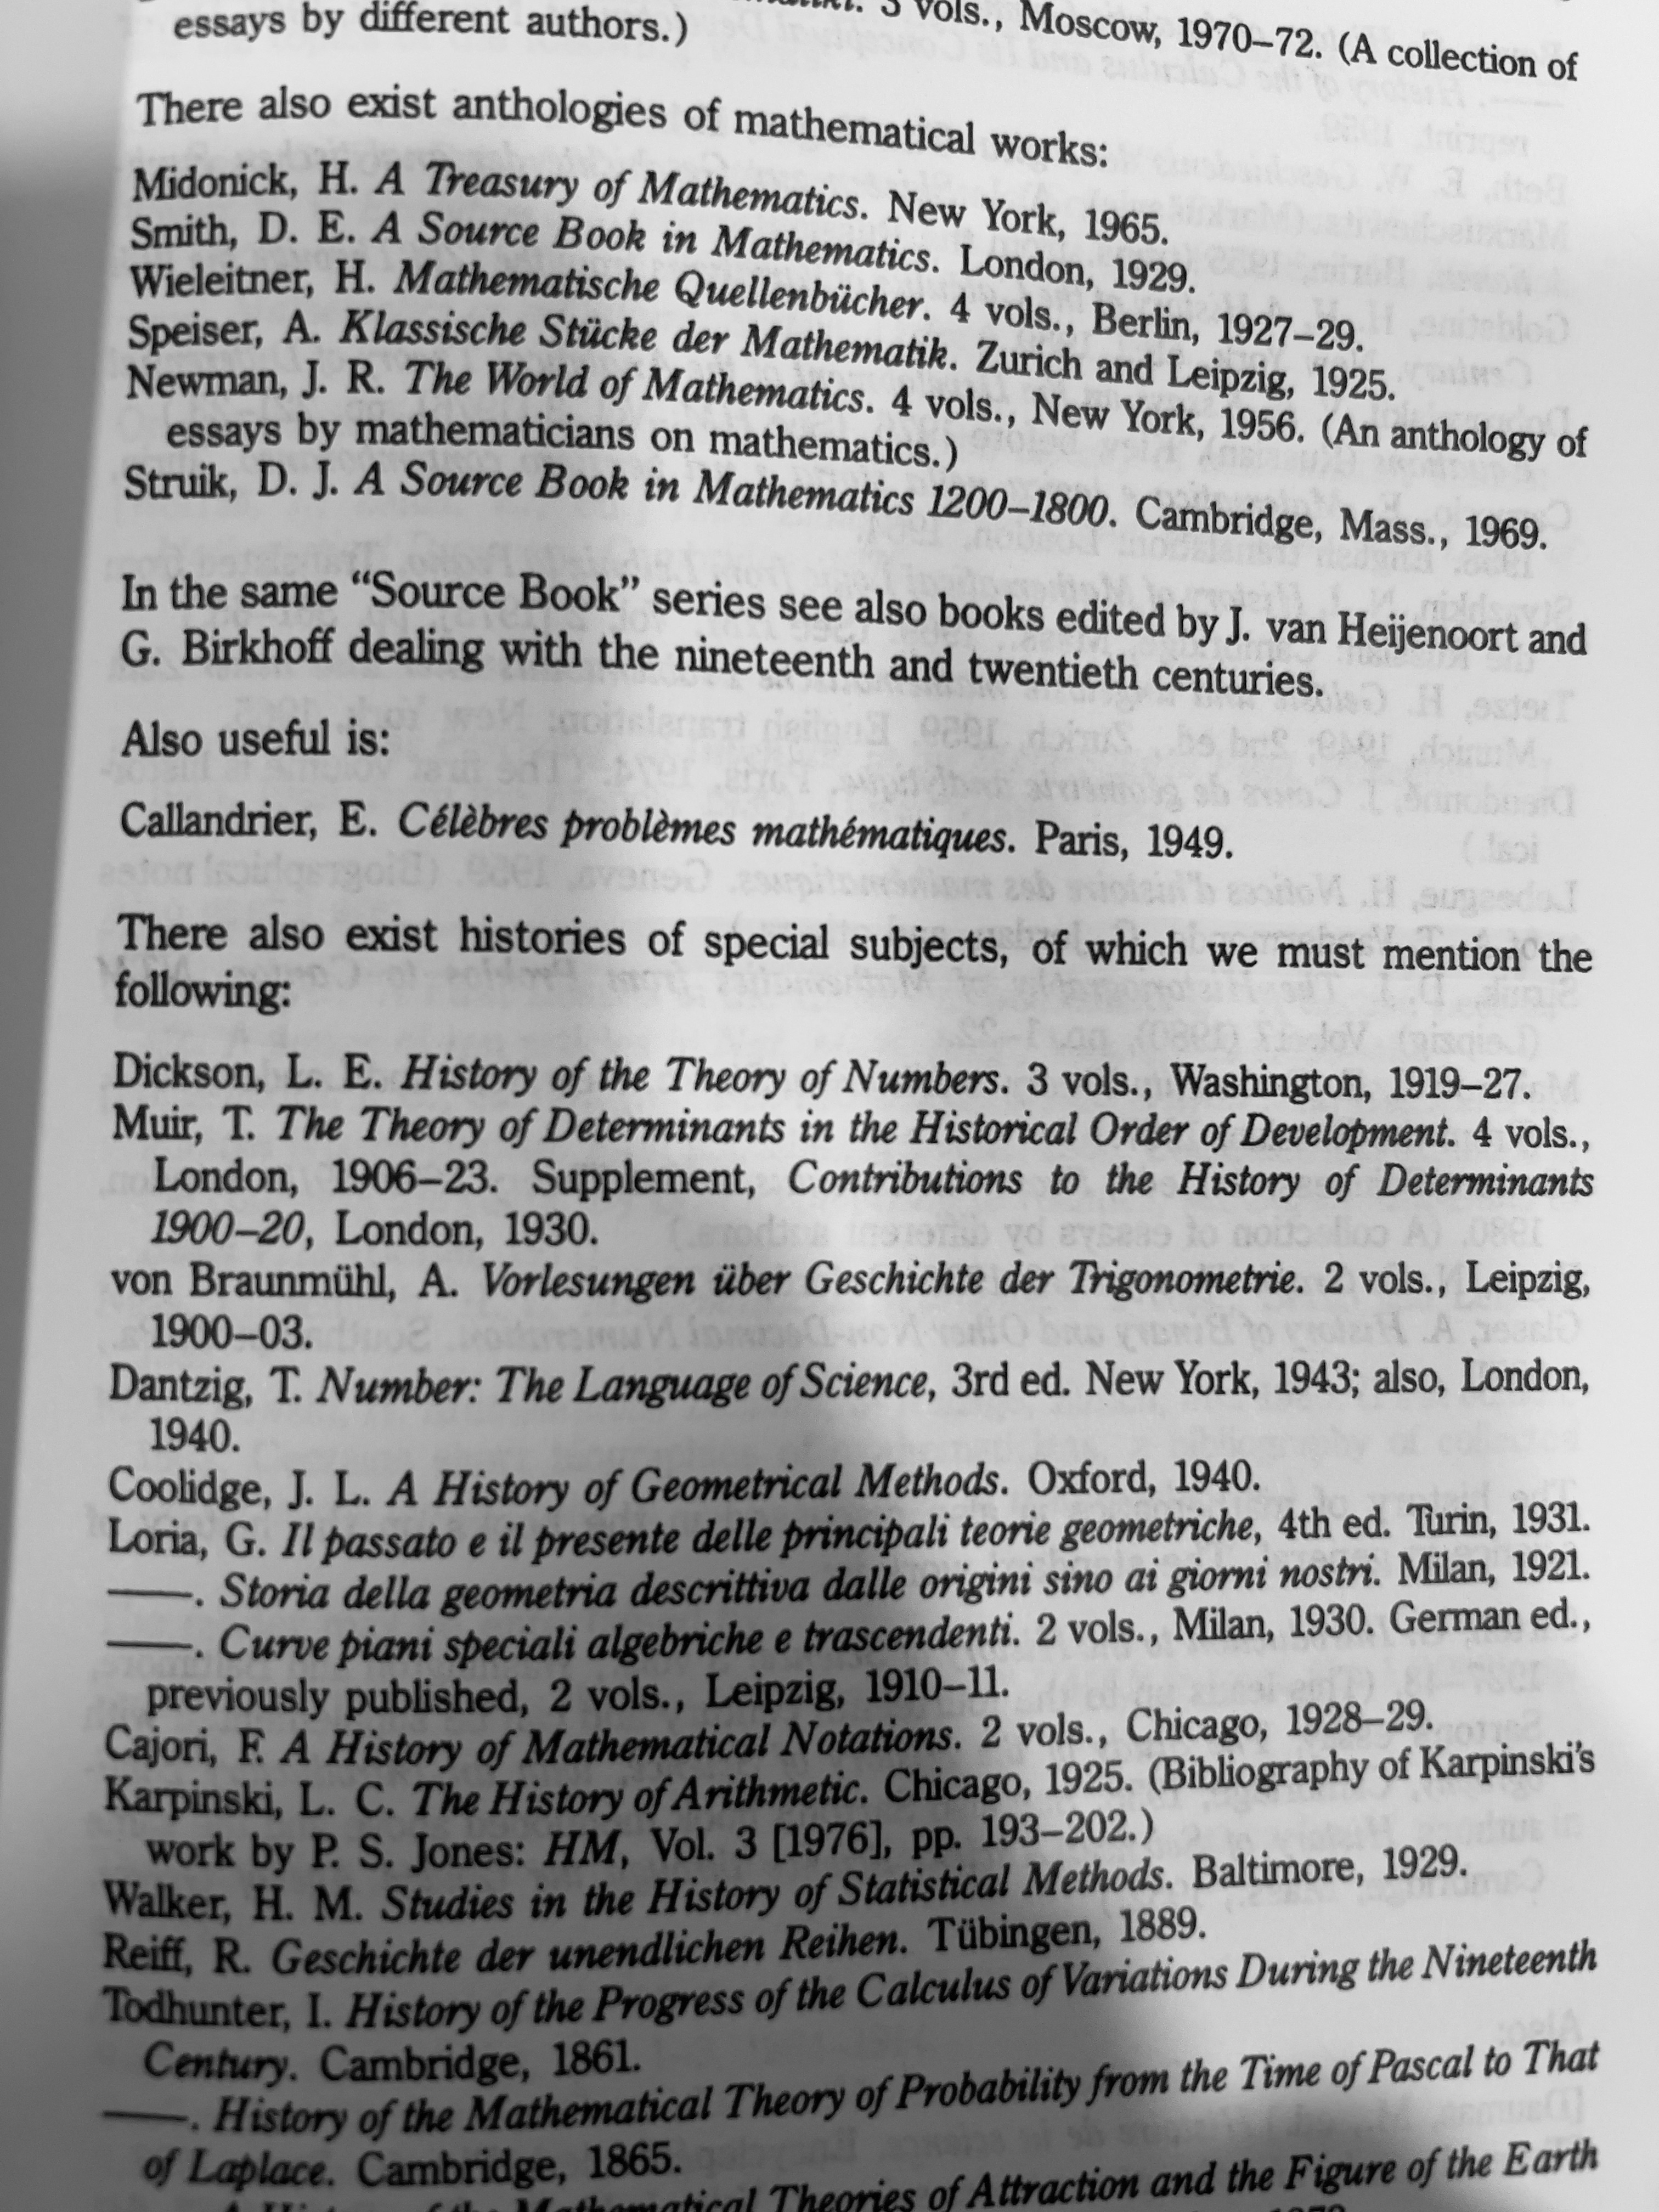 3 vols., Moscow, 1970–72. (A collection of
essays by different authors.)
There also exist anthologies of mathematical works:
Midonick, H. A Treasury of Mathematics. New York, 1965.
Smith, D. E. A Source Book in Mathematics. London, 1929.
Wieleitner, H. Mathematische Quellenbücher. 4 vols., Berlin, 1927–29.
Speiser, A. Klassische Stücke der Mathematik. Zurich and Leipzig, 1925.
Newman, J. R. The World of Mathematics. 4 vols., New York, 1956. (An anthology of
essays by mathematicians on mathematics.)
Struik, D. J. A Source Book in Mathematics 1200–1800. Cambridge, Mass., 1969.
In the same “Source Book” series see also books edited by J. van Heijenoort and
G. Birkhoff dealing with the nineteenth and twentieth centuries.
Also useful is:
Callandrier, E. Célèbres problèmes mathématiques. Paris, 1949.
There also exist histories of special subjects, of which we must mention the
following:
Dickson, L. E. History of the Theory of Numbers. 3 vols., Washington, 1919–27.
Muir, T. The Theory of Determinants in the Historical Order of Development. 4 vols.,
London, 1906–23. Supplement, Contributions to the History of Determinants
1900–20, London, 1930.
von Braunmühl, A. Vorlesungen über Geschichte der Trigonometrie. 2 vols., Leipzig,
1900–03.
Dantzig, T. Number: The Language of Science, 3rd ed. New York, 1943; also, London,
1940.
Coolidge, J. L. A History of Geometrical Methods. Oxford, 1940.
Loria, G. Il passato e il presente delle principali teorie geometriche, 4th ed. Turin, 1931.
——. Storia della geometria descrittiva dalle origini sino ai giorni nostri. Milan, 1921.
——. Curve piani speciali algebriche e trascendenti. 2 vols., Milan, 1930. German ed.,
previously published, 2 vols., Leipzig, 1910–11.
Cajori, F. A History of Mathematical Notations. 2 vols., Chicago, 1928–29.
Karpinski, L. C. The History of Arithmetic. Chicago, 1925. (Bibliography of Karpinski’s
work by P. S. Jones: HM, Vol. 3 [1976], pp. 193–202.)
Walker, H. M. Studies in the History of Statistical Methods. Baltimore, 1929.
Reiff, R. Geschichte der unendlichen Reihen. Tübingen, 1889.
Todhunter, I. History of the Progress of the Calculus of Variations During the Nineteenth
Century. Cambridge, 1861.
——. History of the Mathematical Theory of Probability from the Time of Pascal to That
of Laplace. Cambridge, 1865.
Mathematical Theories of Attraction and the Figure of the Earth